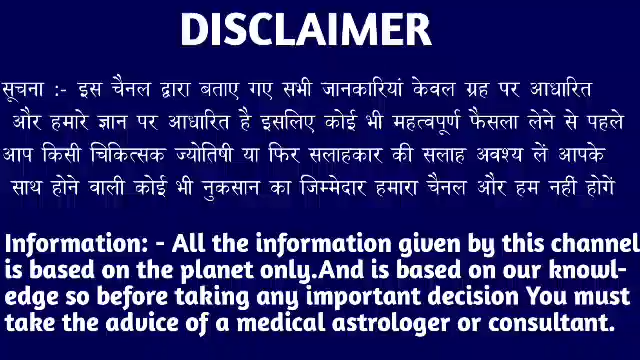 DISCLAIMER
सूचना :- इस चैनल द्वारा बताए गए सभी जानकारियां केवल ग्रह पर आधारित
और हमारे ज्ञान पर आधारित है इसलिए कोई भी महत्वपूर्ण फैसला लेने से पहले
आप किसी चिकित्सक ज्योतिषी या फिर सलाहकार की सलाह अवश्य लें आपके
साथ होने वाली कोई भी नुकसान का जिम्मेदार हमारा चैनल और हम नही होगें
Information: - All the information given by this channel
is based on the planet only.And is based on our knowl-
edge so before taking any important decision You must
take the advice of a medical astrologer or consultant.